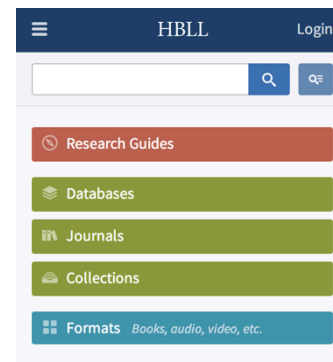 HBLL
Login
Research Guides
Databases
Journals
Collections
Formats Books, audio, video, etc.